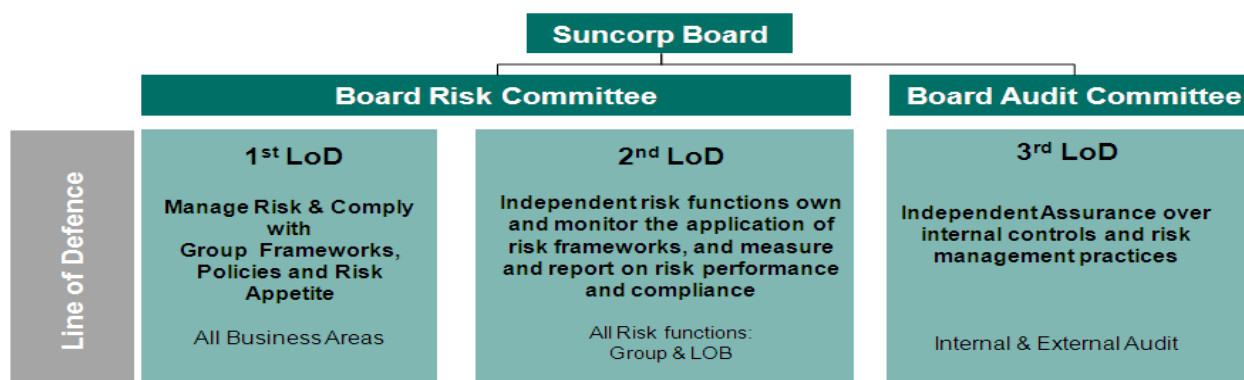 Suncorp Board
Board Risk Committee
Board Audit Committee
Line of Defence
1st LoD
Manage Risk & Comply
with
Group Frameworks,
Policies and Risk
Appetite
All Business Areas
2nd LoD
Independent risk functions own
and monitor the application of
risk frameworks, and measure
and report on risk performance
and compliance
All Risk functions:
Group & LOB
3rd LoD
Independent Assurance over
internal controls and risk
management practices
Internal & External Audit